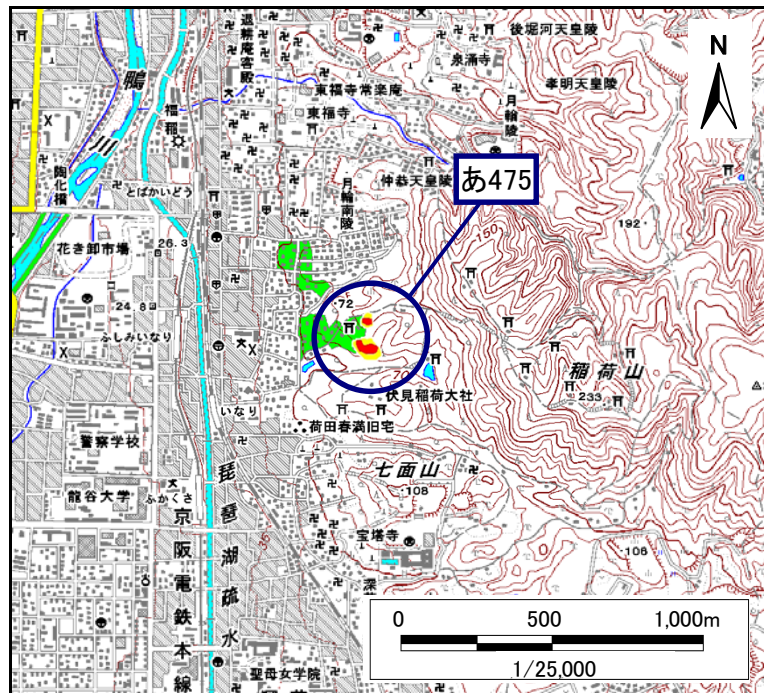 後堀河天皇陵
泉涌寺
退耕庵客殿
孝明天皇陵
N
鴨川
福稲
東福寺常楽庵
東福寺
月輪陵
陶化橋
仲恭天皇陵
あ475
とばかいどう
月輪南陵
150
192
花き卸市場
26.3
24.8
72
ふしみいなり
稲荷山
70
伏見稲荷大社
233
いなり
荷田春満旧宅
警察学校
七面山
龍谷大学
ふかくさ
108
琵琶湖疏水
35
京阪電鉄本線
宝塔寺
106
深
0 500 1,000m
1/25,000
聖母女学院